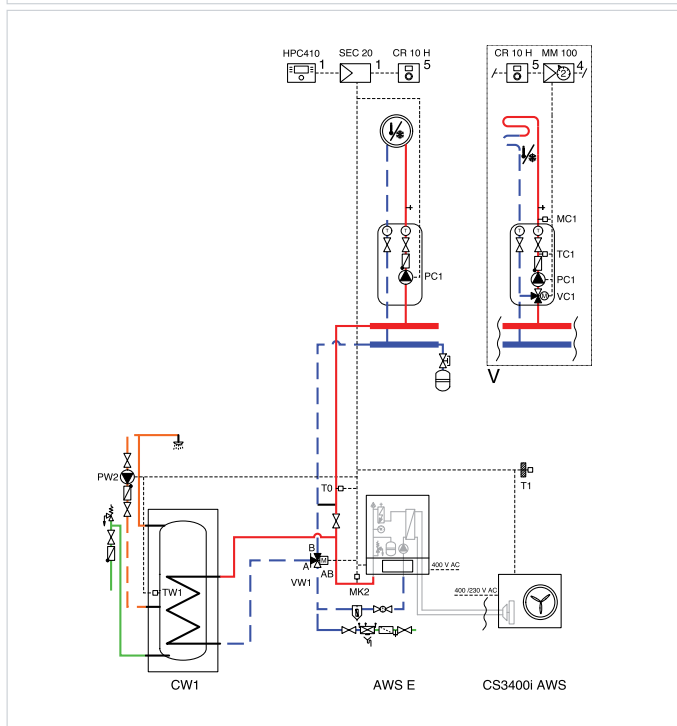 HPC410 SEC 20 CR 10 H
1 1 5
CR 10 H MM 100
5 2 4
T T
PC1
T T
MC1
TC1
PC1
M VC1
V
PW2
T0
T1
B
A M
AB
VW1
MK2
400 V AC
400 /230 V AC
TW1
CW1 AWS E CS3400i AWS